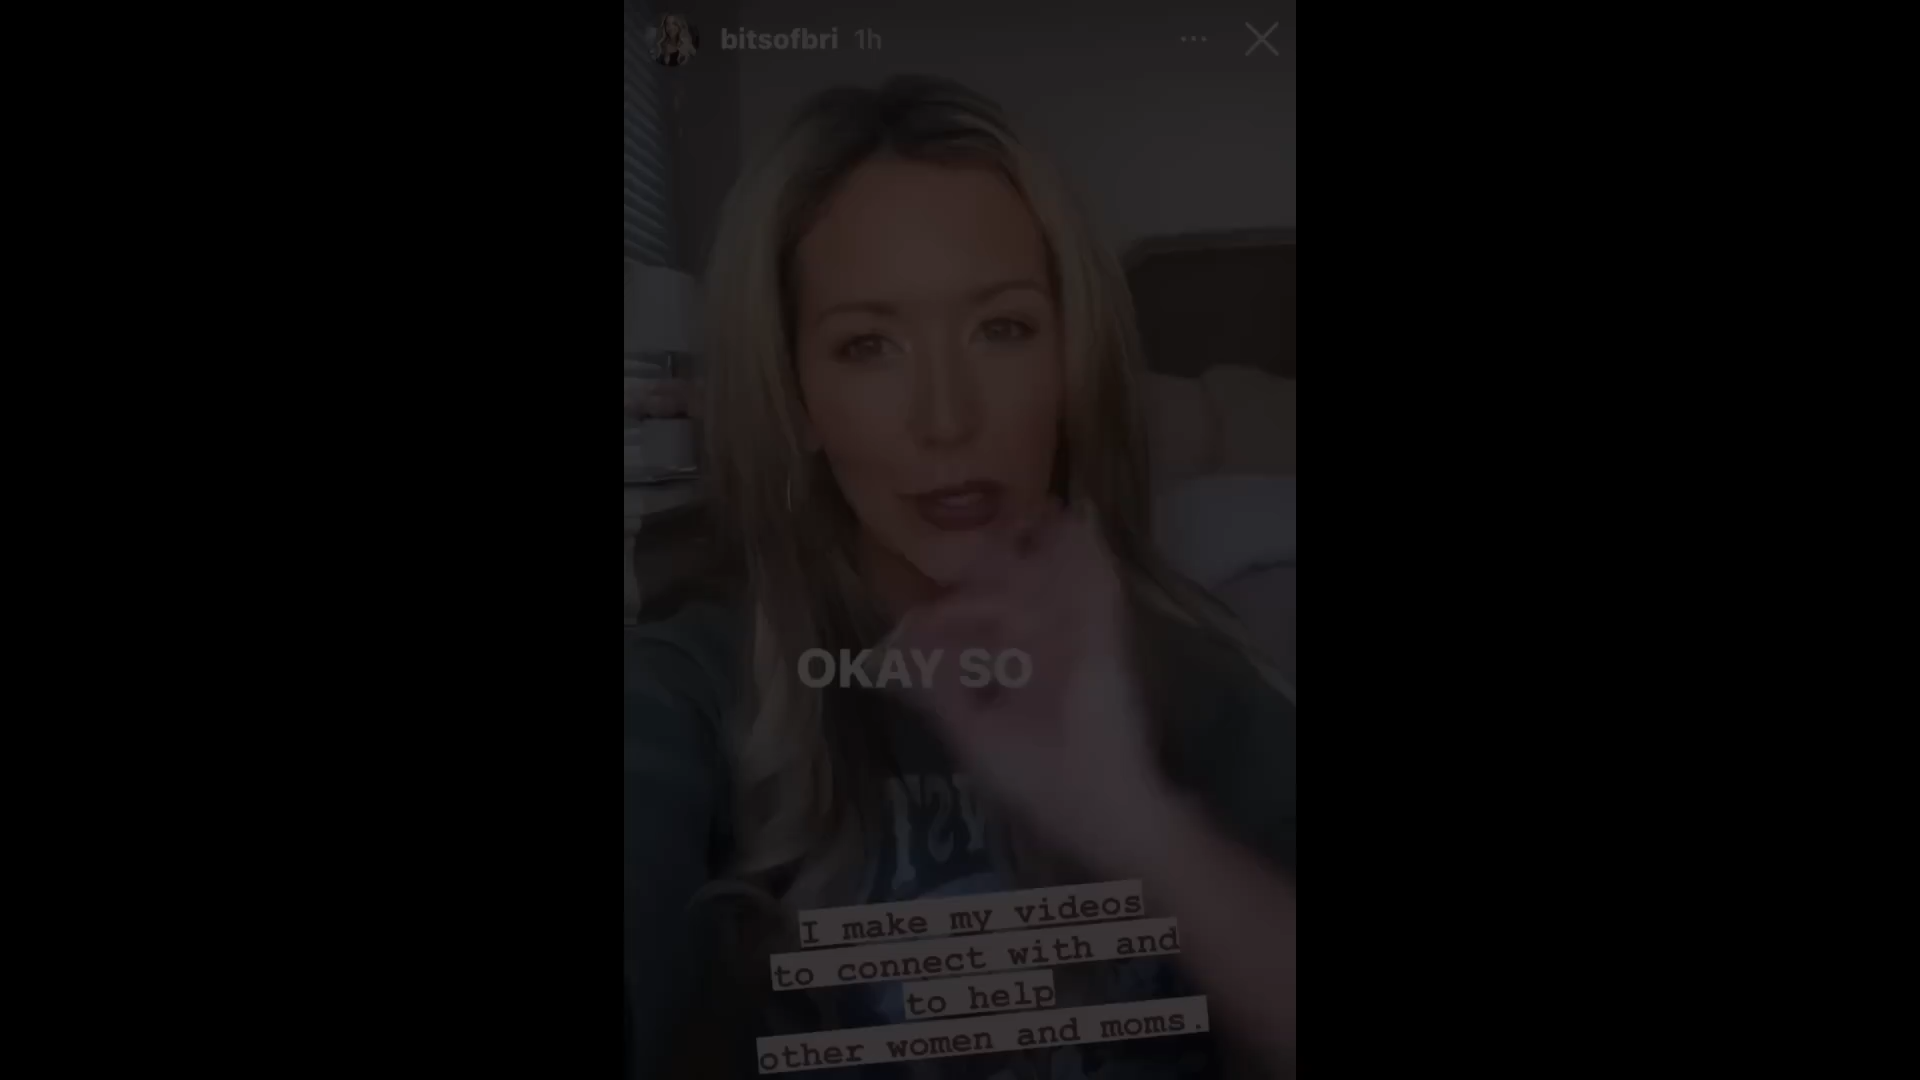 bitsofbri 1h
OKAY SO
I make my videos
to connect with and
to help
other women and moms.